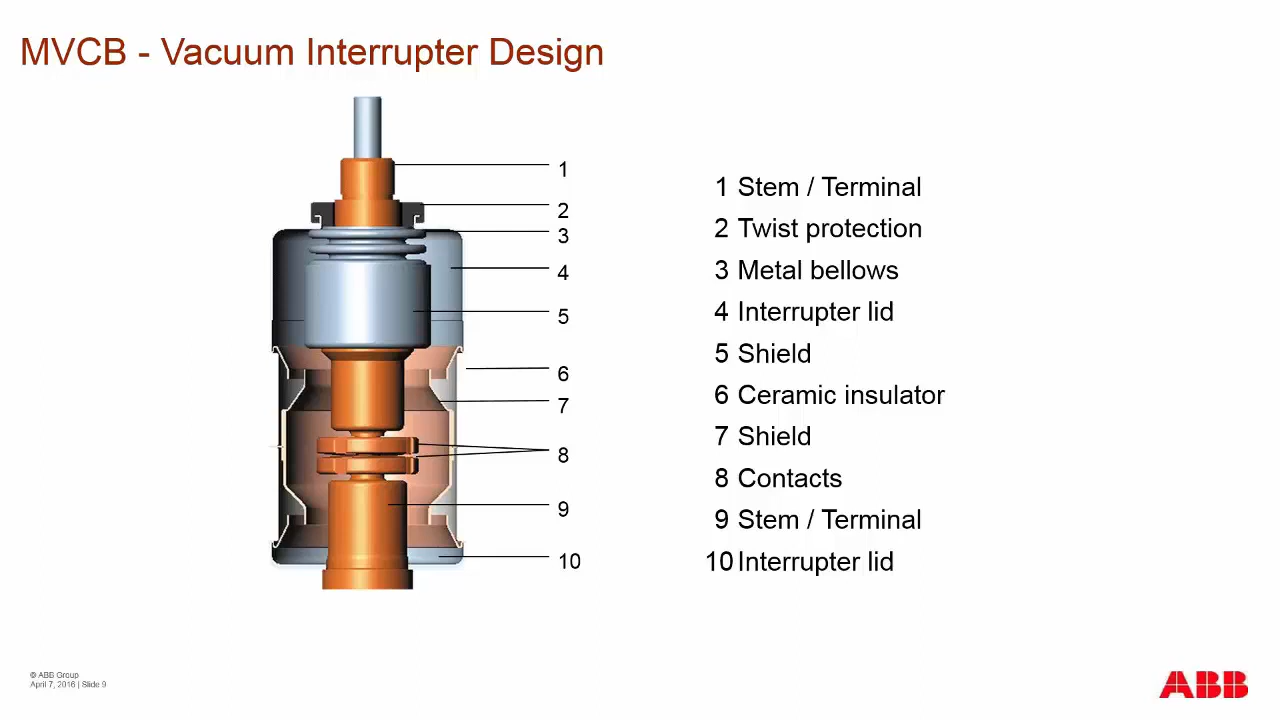 MVCB - Vacuum Interrupter Design
1
2
3
4
5
6
7
8
9
10
1 Stem / Terminal
2 Twist protection
3 Metal bellows
4 Interrupter lid
5 Shield
6 Ceramic insulator
7 Shield
8 Contacts
9 Stem / Terminal
10 Interrupter lid
© ABB Group
April 7, 2016 | Slide 9
ABB